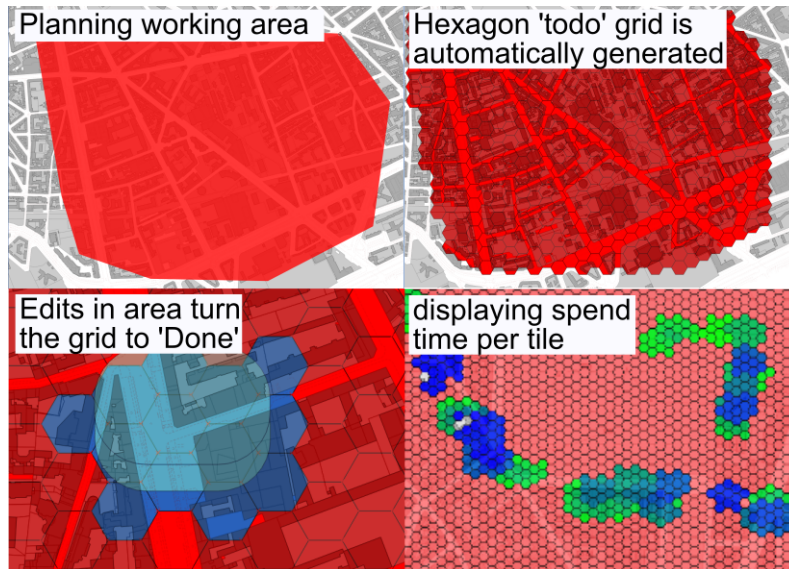 Planning working area
Hexagon 'todo' grid is
automatically generated
Edits in area turn
the grid to 'Done'
displaying spend
time per tile